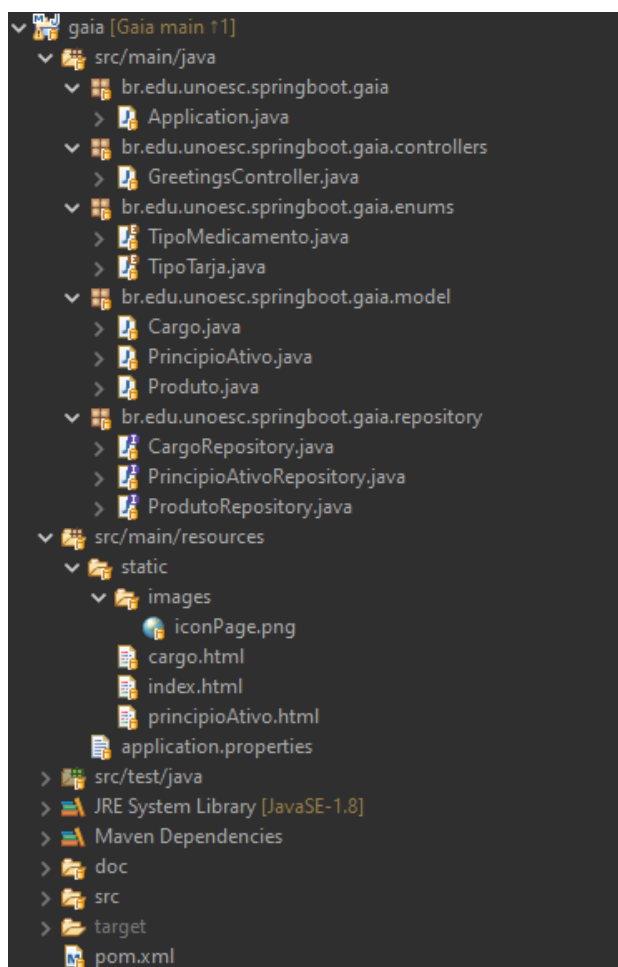 gaia [Gaia main ↑1]
src/main/java
br.edu.unoesc.springboot.gaia
Application.java
br.edu.unoesc.springboot.gaia.controllers
GreetingsController.java
br.edu.unoesc.springboot.gaia.enums
TipoMedicamento.java
TipoTarja.java
br.edu.unoesc.springboot.gaia.model
Cargo.java
PrincipioAtivo.java
Produto.java
br.edu.unoesc.springboot.gaia.repository
CargoRepository.java
PrincipioAtivoRepository.java
ProdutoRepository.java
src/main/resources
static
images
iconPage.png
cargo.html
index.html
principioAtivo.html
application.properties
src/test/java
JRE System Library [JavaSE-1.8]
Maven Dependencies
doc
src
target
pom.xml